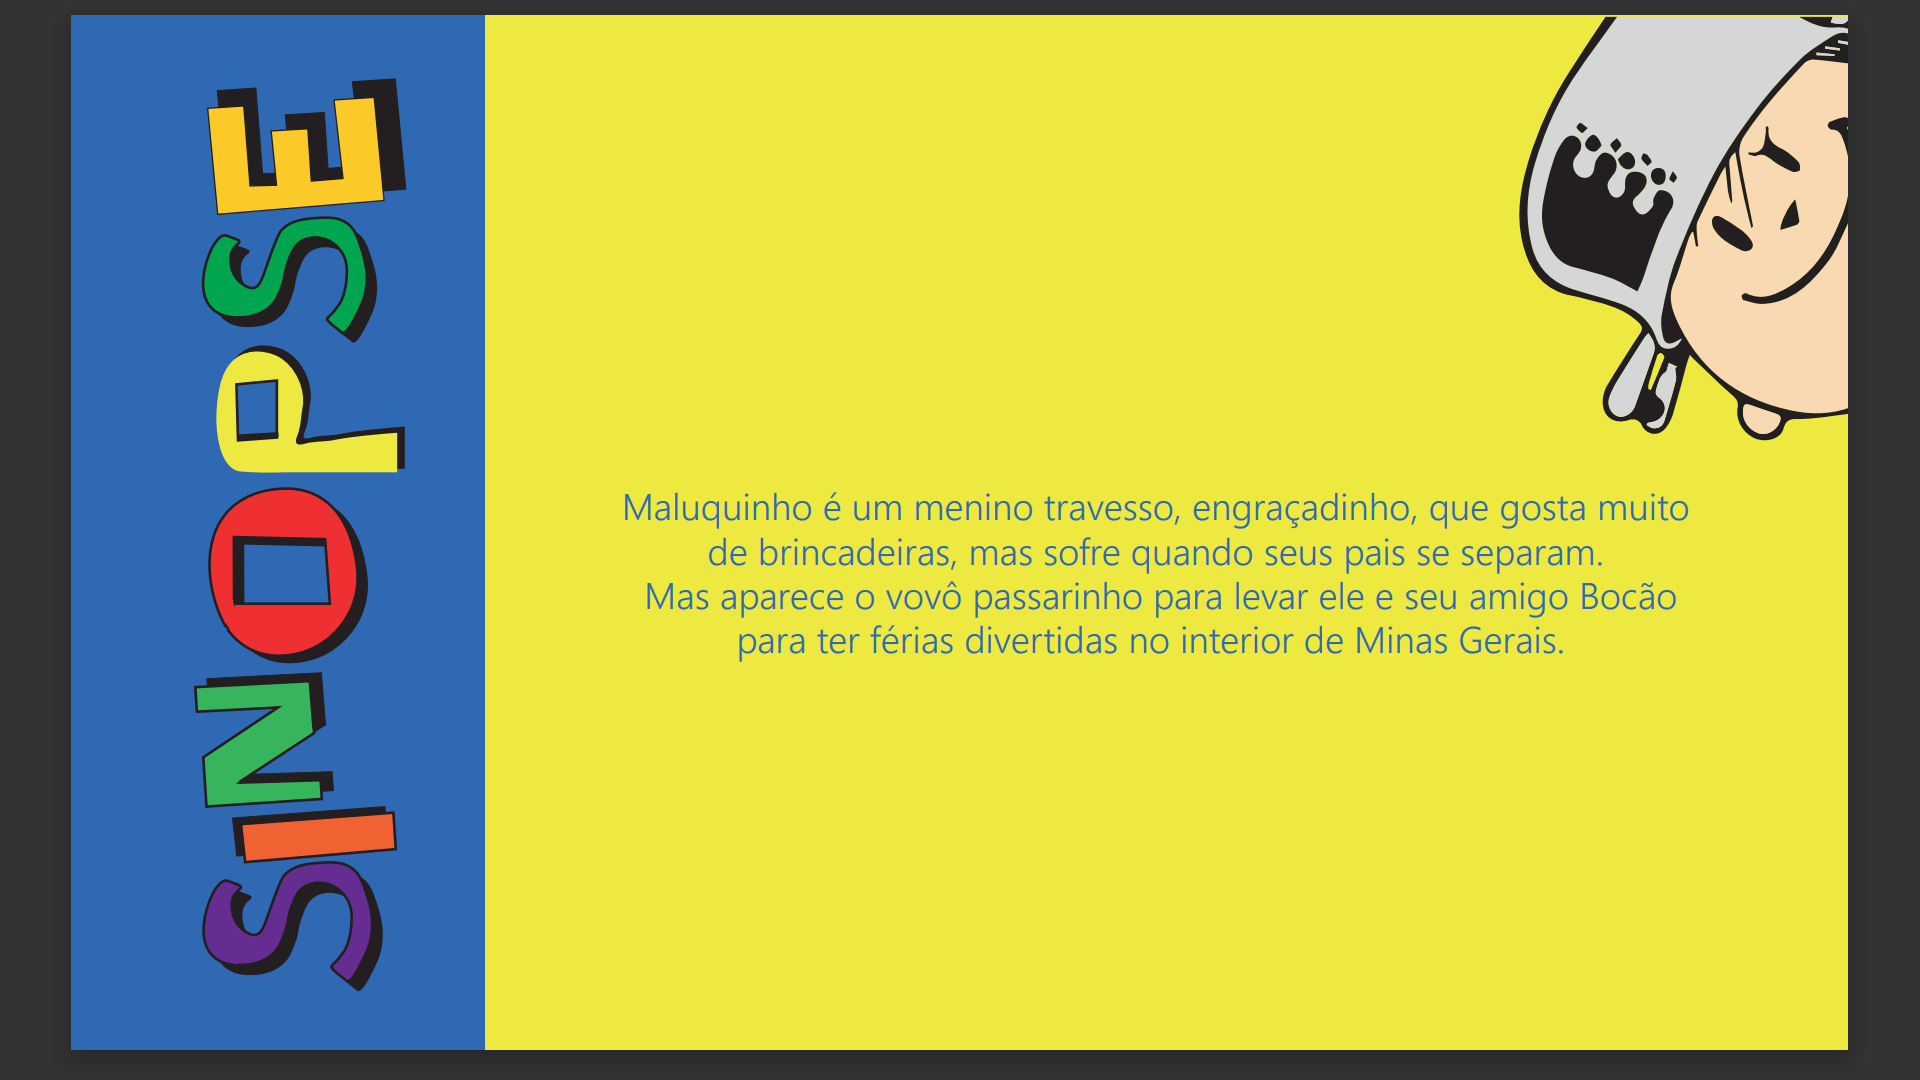 SINOPSE
Maluquinho é um menino travesso, engraçadinho, que gosta muito
de brincadeiras, mas sofre quando seus pais se separam.
Mas aparece o vovô passarinho para levar ele e seu amigo Bocão
para ter férias divertidas no interior de Minas Gerais.